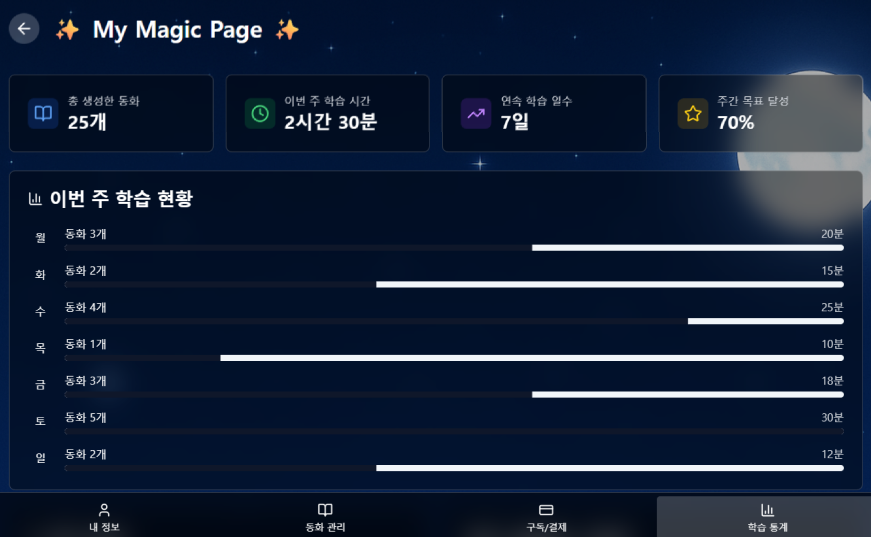 ✨ My Magic Page ✨
총 생성한 동화
25개
이번 주 학습 시간
2시간 30분
연속 학습 일수
7일
주간 목표 달성
70%
이번 주 학습 현황
월 동화 3개 20분
화 동화 2개 15분
수 동화 4개 25분
목 동화 1개 10분
금 동화 3개 18분
토 동화 5개 30분
일 동화 2개 12분
내 정보 동화 관리 구독/결제 학습 통계